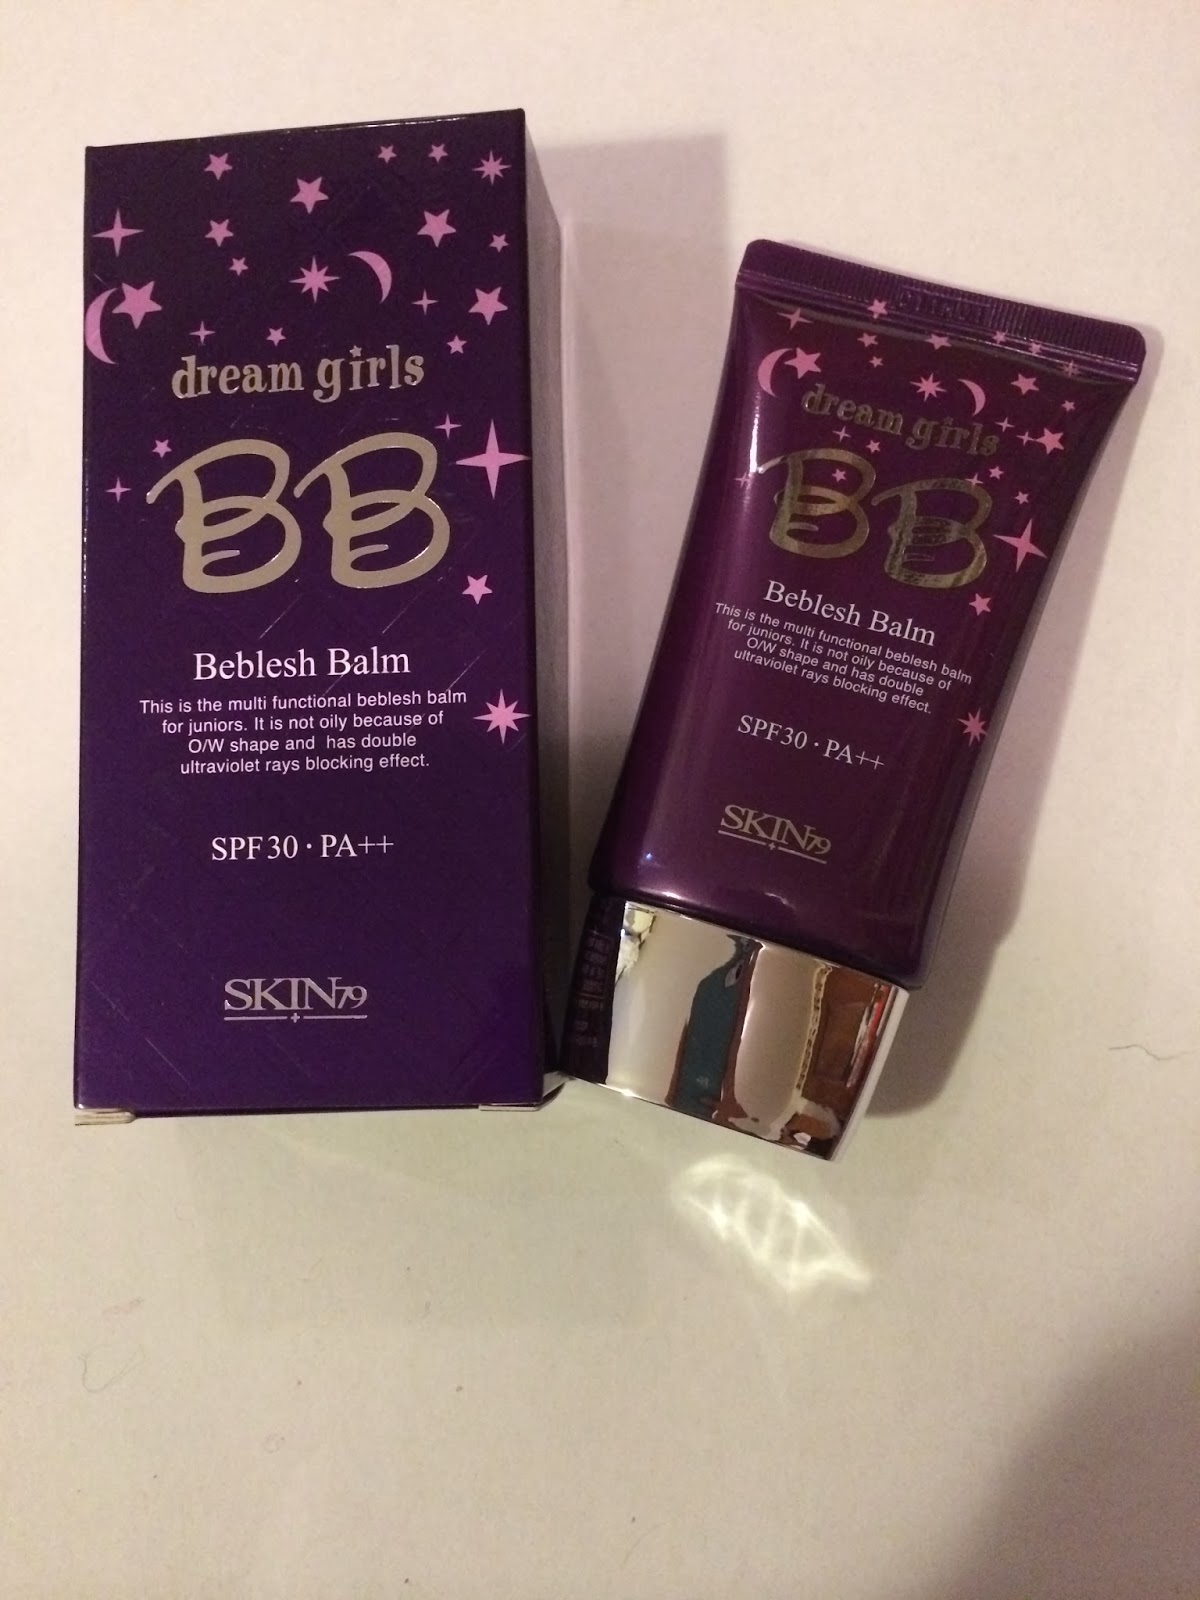 dream girls
BB
Beblesh Balm
This is the multi functional beblesh balm
for juniors. It is not oily because of
O/W shape and has double
ultraviolet rays blocking effect.
SPF30·PA++
SKIN79
dream girls
BB
Beblesh Balm
This is the multi functional beblesh balm
for juniors. It is not oily because of
O/W shape and has double
ultraviolet rays blocking effect.
SPF30·PA++
SKIN79